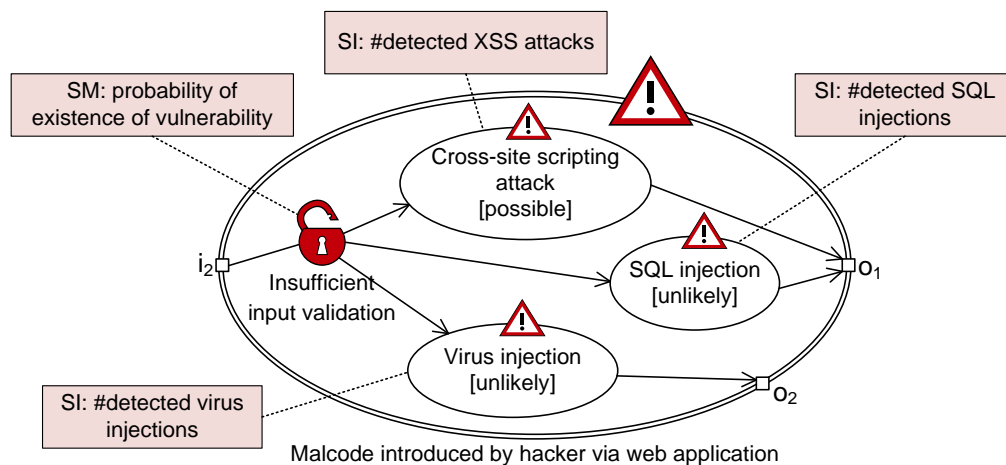 SI: #detected XSS attacks
SM: probability of
existence of vulnerability
SI: #detected SQL
injections
Cross-site scripting
attack
[possible]
i2
Insufficient
input validation
SQL injection
[unlikely]
o1
Virus injection
[unlikely]
o2
SI: #detected virus
injections
Malcode introduced by hacker via web application